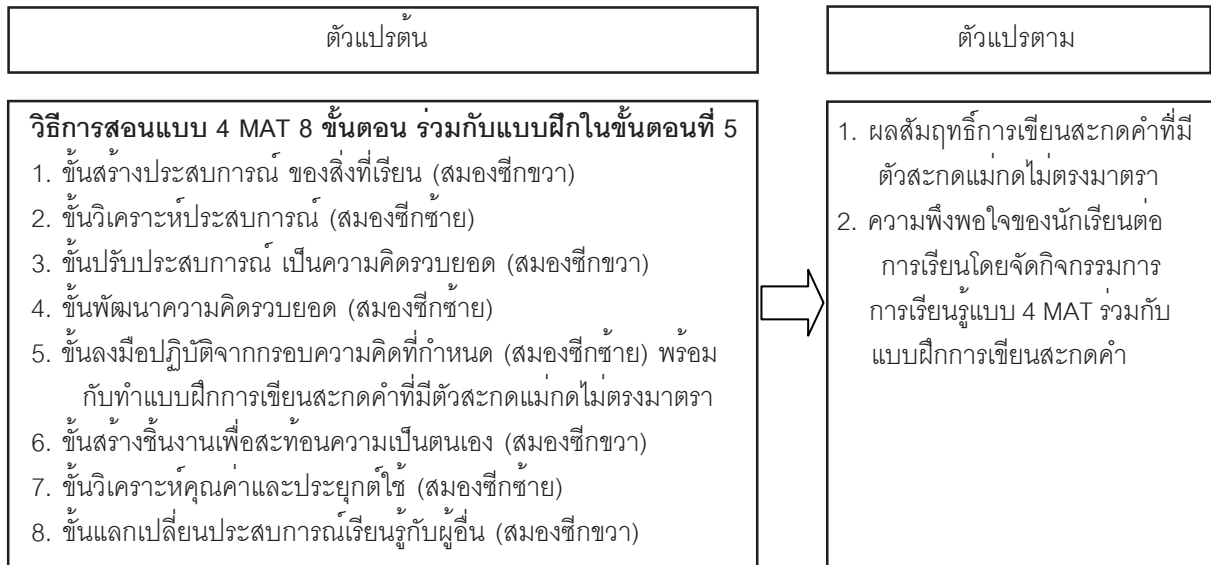 ตัวแปรต้น
วิธีการสอนแบบ 4 MAT 8 ขั้นตอน ร่วมกับแบบฝึกในขั้นตอนที่ 5
1. ขั้นสร้างประสบการณ์ ของสิ่งที่เรียน (สมองซีกขวา)
2. ขั้นวิเคราะห์ประสบการณ์ (สมองซีกซ้าย)
3. ขั้นปรับประสบการณ์ เป็นความคิดรวบยอด (สมองซีกขวา)
4. ขั้นพัฒนาความคิดรวบยอด (สมองซีกซ้าย)
5. ขั้นลงมือปฏิบัติจากกรอบความคิดที่กำหนด (สมองซีกซ้าย) พร้อม
กับทำแบบฝึกการเขียนสะกดคำที่มีตัวสะกดแม่กดไม่ตรงมาตรา
6. ขั้นสร้างชิ้นงานเพื่อสะท้อนความเป็นตนเอง (สมองซีกขวา)
7. ขั้นวิเคราะห์คุณค่าและประยุกต์ใช้ (สมองซีกซ้าย)
8. ขั้นแลกเปลี่ยนประสบการณ์เรียนรู้กับผู้อื่น (สมองซีกขวา)
ตัวแปรตาม
1. ผลสัมฤทธิ์การเขียนสะกดคำที่มี
ตัวสะกดแม่กดไม่ตรงมาตรา
2. ความพึงพอใจของนักเรียนต่อ
การเรียนโดยจัดกิจกรรมการ
การเรียนรู้แบบ 4 MAT ร่วมกับ
แบบฝึกการเขียนสะกดคำ